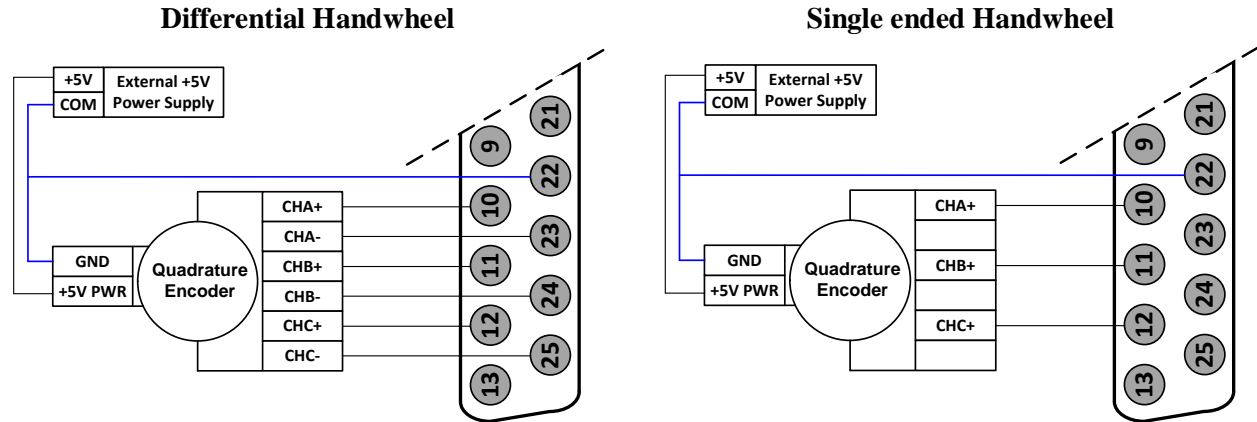 Differential Handwheel
+5V
External +5V
COM
Power Supply
21
9
22
10
CHA+
CHA-
23
GND
Quadrature
CHB+
11
+5V PWR
Encoder
CHB-
24
CHC+
12
CHC-
25
13
Single ended Handwheel
+5V
External +5V
COM
Power Supply
21
9
22
10
CHA+
23
GND
Quadrature
CHB+
11
+5V PWR
Encoder
24
CHC+
12
25
13